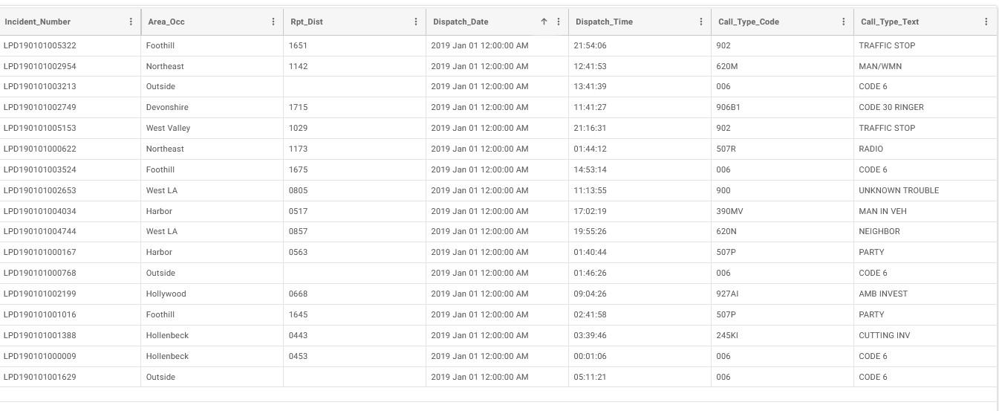 Incident_Number Area_Occ Rpt_Dist Dispatch_Date Dispatch_Time Call_Type_Code Call_Type_Text
LPD190101005322 Foothill 1651 2019 Jan 01 12:00:00 AM 21:54:06 902 TRAFFIC STOP
LPD190101002954 Northeast 1142 2019 Jan 01 12:00:00 AM 12:41:53 620M MAN/WMN
LPD190101003213 Outside 2019 Jan 01 12:00:00 AM 13:41:39 006 CODE 6
LPD190101002749 Devonshire 1715 2019 Jan 01 12:00:00 AM 11:41:27 906B1 CODE 30 RINGER
LPD190101005153 West Valley 1029 2019 Jan 01 12:00:00 AM 21:16:31 902 TRAFFIC STOP
LPD190101000622 Northeast 1173 2019 Jan 01 12:00:00 AM 01:44:12 507R RADIO
LPD190101003524 Foothill 1675 2019 Jan 01 12:00:00 AM 14:53:14 006 CODE 6
LPD190101002653 West LA 0805 2019 Jan 01 12:00:00 AM 11:13:55 900 UNKNOWN TROUBLE
LPD190101004034 Harbor 0517 2019 Jan 01 12:00:00 AM 17:02:19 390MV MAN IN VEH
LPD190101004744 West LA 0857 2019 Jan 01 12:00:00 AM 19:55:26 620N NEIGHBOR
LPD190101000167 Harbor 0563 2019 Jan 01 12:00:00 AM 01:40:44 507P PARTY
LPD190101000768 Outside 2019 Jan 01 12:00:00 AM 01:46:26 006 CODE 6
LPD190101002199 Hollywood 0668 2019 Jan 01 12:00:00 AM 09:04:26 927AI AMB INVEST
LPD190101001016 Foothill 1645 2019 Jan 01 12:00:00 AM 02:41:58 507P PARTY
LPD190101001388 Hollenbeck 0443 2019 Jan 01 12:00:00 AM 03:39:46 245KI CUTTING INV
LPD190101000009 Hollenbeck 0453 2019 Jan 01 12:00:00 AM 00:01:06 006 CODE 6
LPD190101001629 Outside 2019 Jan 01 12:00:00 AM 05:11:21 006 CODE 6